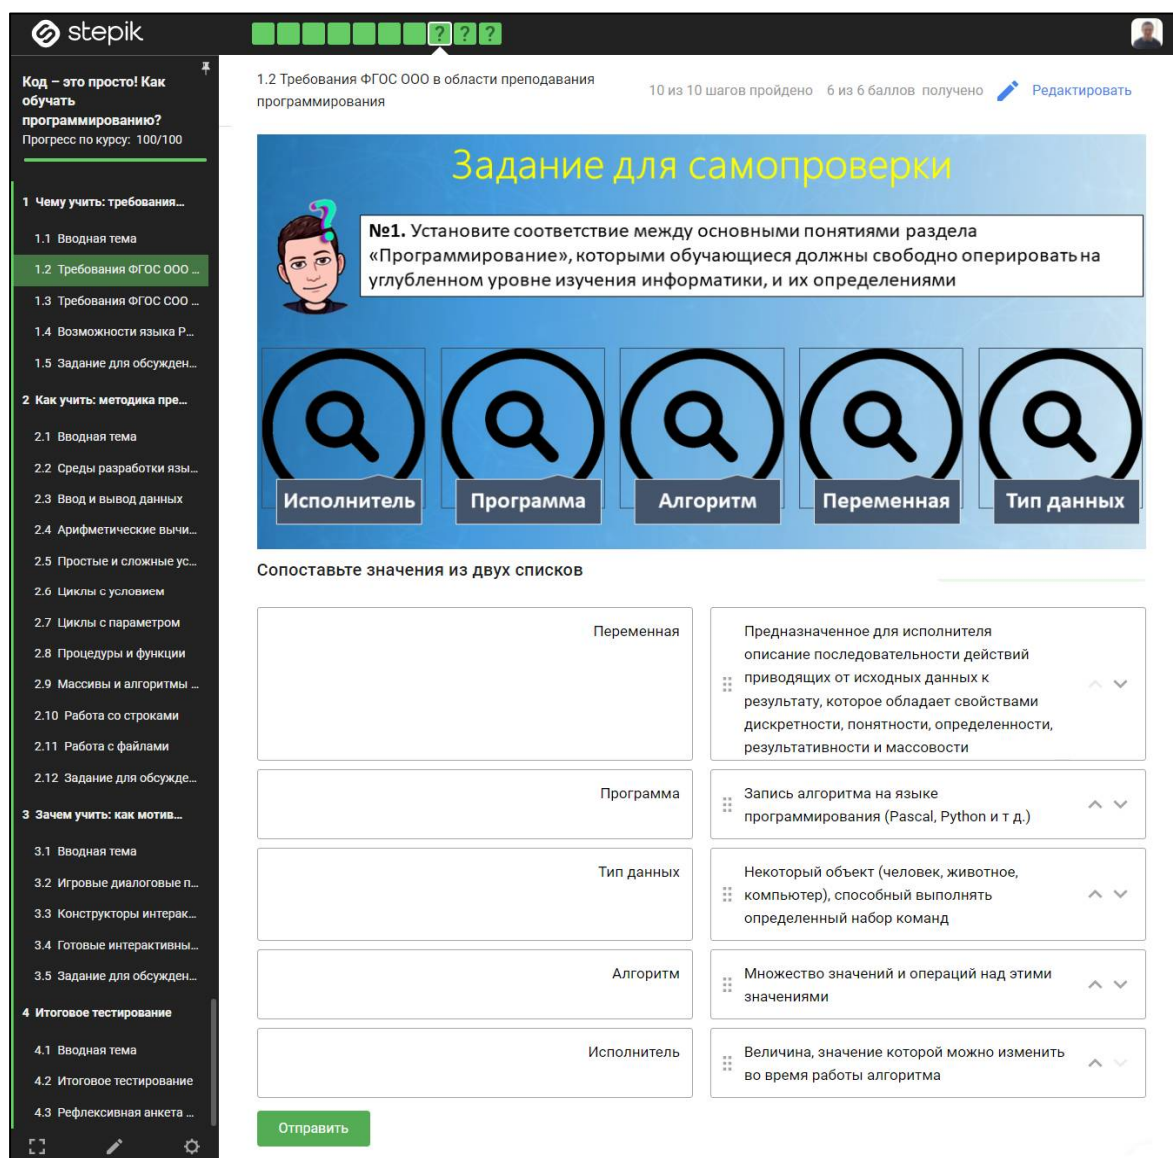 stepik
? ? ?
Код – это просто! Как
обучать
программированию?
Прогресс по курсу: 100/100
1 Чему учить: требования...
1.1 Вводная тема
1.2 Требования ФГОС ООО ...
1.3 Требования ФГОС СОО ...
1.4 Возможности языка P...
1.5 Задание для обсужден...
2 Как учить: методика пре...
2.1 Вводная тема
2.2 Среды разработки язы...
2.3 Ввод и вывод данных
2.4 Арифметические вычи...
2.5 Простые и сложные ус...
2.6 Циклы с условием
2.7 Циклы с параметром
2.8 Процедуры и функции
2.9 Массивы и алгоритмы ...
2.10 Работа со строками
2.11 Работа с файлами
2.12 Задание для обсужде...
3 Зачем учить: как мотив...
3.1 Вводная тема
3.2 Игровые диалоговые п...
3.3 Конструкторы интерак...
3.4 Готовые интерактивны...
3.5 Задание для обсужден...
4 Итоговое тестирование
4.1 Вводная тема
4.2 Итоговое тестирование
4.3 Рефлексивная анкета ...
1.2 Требования ФГОС ООО в области преподавания
программирования
10 из 10 шагов пройдено 6 из 6 баллов получено Редактировать
Задание для самопроверки
№1. Установите соответствие между основными понятиями раздела
«Программирование», которыми обучающиеся должны свободно оперировать на
углубленном уровне изучения информатики, и их определениями
Исполнитель Программа Алгоритм Переменная Тип данных
Сопоставьте значения из двух списков
Переменная
Предназначенное для исполнителя
описание последовательности действий
приводящих от исходных данных к
результату, которое обладает свойствами
дискретности, понятности, определенности,
результативности и массовости
Программа
Запись алгоритма на языке
программирования (Pascal, Python и т д.)
Тип данных
Некоторый объект (человек, животное,
компьютер), способный выполнять
определенный набор команд
Алгоритм
Множество значений и операций над этими
значениями
Исполнитель
Величина, значение которой можно изменить
во время работы алгоритма
Отправить